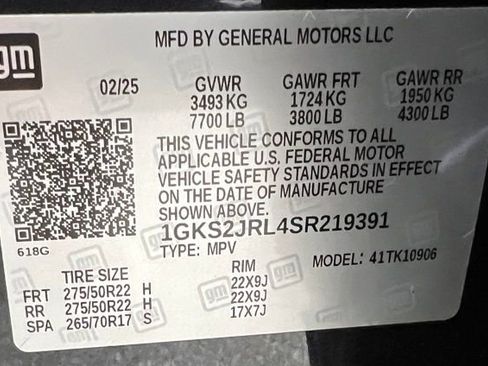 gm
MFD BY GENERAL MOTORS LLC
02/25
GVWR GAWR FRT GAWR RR
3493 KG 1724 KG 1950 KG
7700 LB 3800 LB 4300 LB
THIS VEHICLE CONFORMS TO ALL
APPLICABLE U.S. FEDERAL MOTOR
VEHICLE SAFETY STANDARDS IN EFFECT
ON THE DATE OF MANUFACTURE
SHOWN ABOVE.
1GKS2JRL4SR219391
618G
TYPE: MPV MODEL: 41TK10906
TIRE SIZE RIM
FRT 275/50R22 H 22X9J
RR 275/50R22 H 22X9J
SPA 265/70R17 S 17X7J